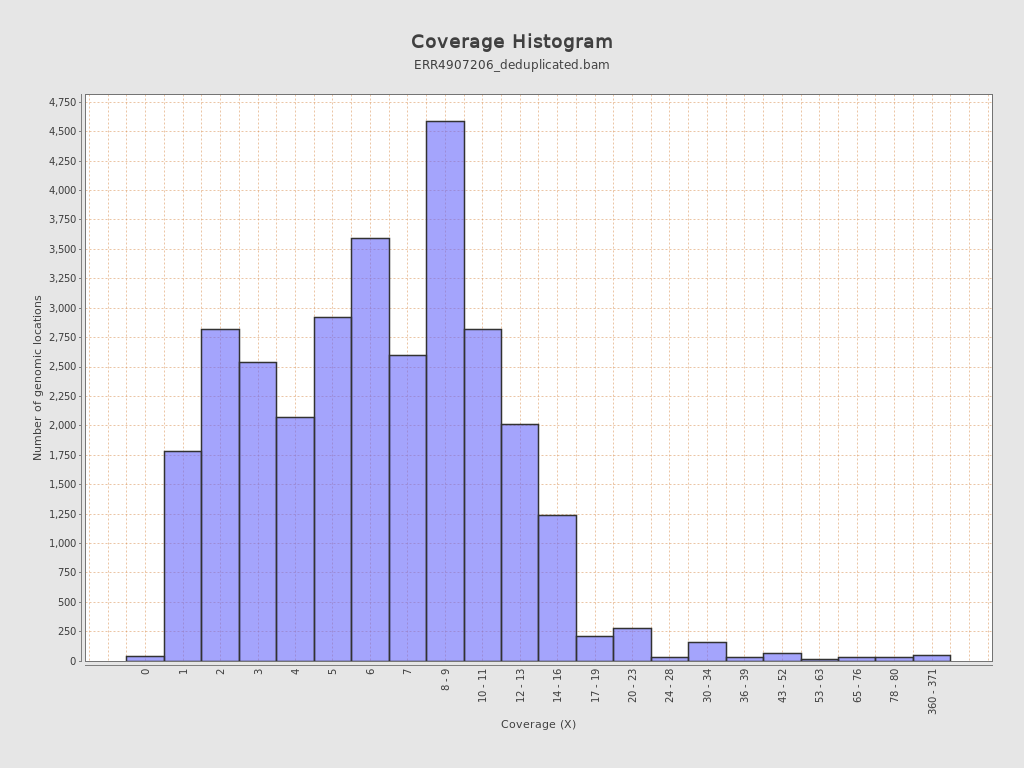 Coverage Histogram
ERR4907206_deduplicated.bam
Number of genomic locations
4,750
4,500
4,250
4,000
3,750
3,500
3,250
3,000
2,750
2,500
2,250
2,000
1,750
1,500
1,250
1,000
750
500
250
0
0
1
2
3
4
5
6
7
8 - 9
10 - 11
12 - 13
14 - 16
17 - 19
20 - 23
24 - 28
30 - 34
36 - 39
43 - 52
53 - 63
65 - 76
78 - 80
360 - 371
Coverage (X)